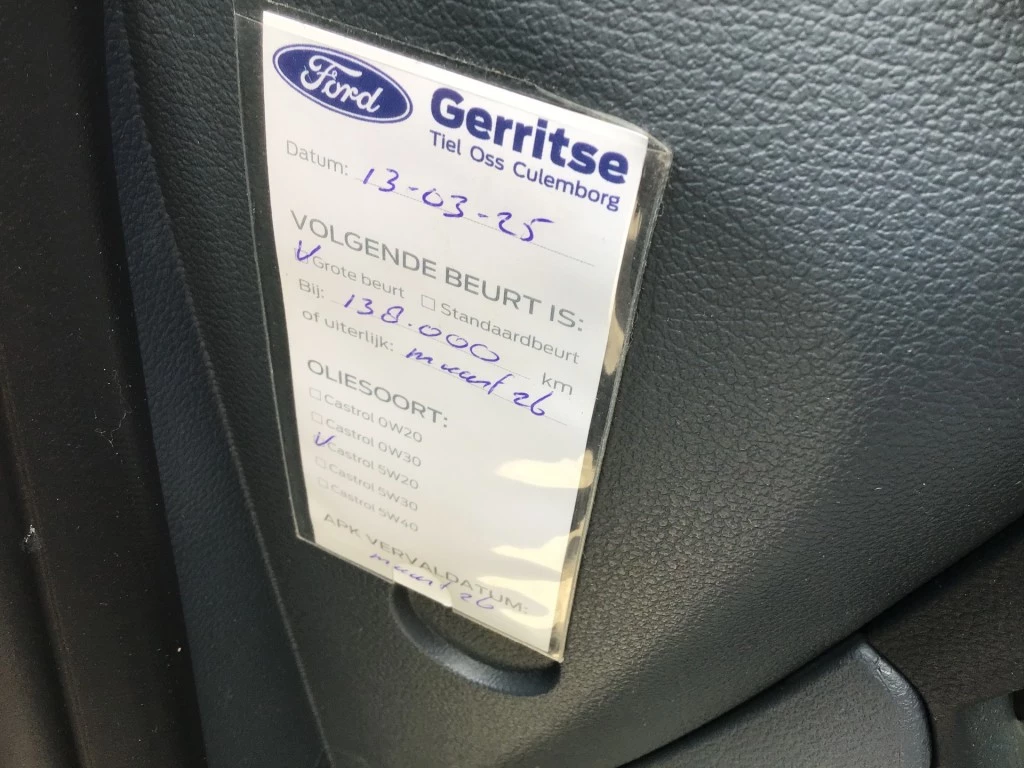 Ford
Gerritse
Tiel Oss Culemborg
Datum: 13-03-25
VOLGENDE BEURT IS:
Grote beurt Standaardbeurt
Bij: 138.000 km
of uiterlijk: maart 26
OLIESOORT:
Castrol 0W20
Castrol 0W30
Castrol 5W20
Castrol 5W30
Castrol 5W40
APK VERVALDATUM:
maart 26